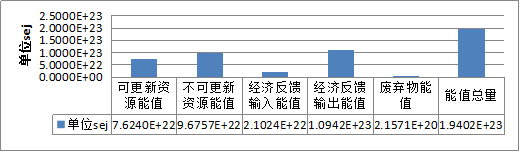 单位sej
2.5000E+23
2.0000E+23
1.5000E+23
1.0000E+23
5.0000E+22
0.0000E+00
可更新资源能值
不可更新资源能值
经济反馈输入能值
经济反馈输出能值
废弃物能值
能值总量
单位sej 7.6240E+22 9.6757E+22 2.1024E+22 1.0942E+23 2.1571E+20 1.9402E+23